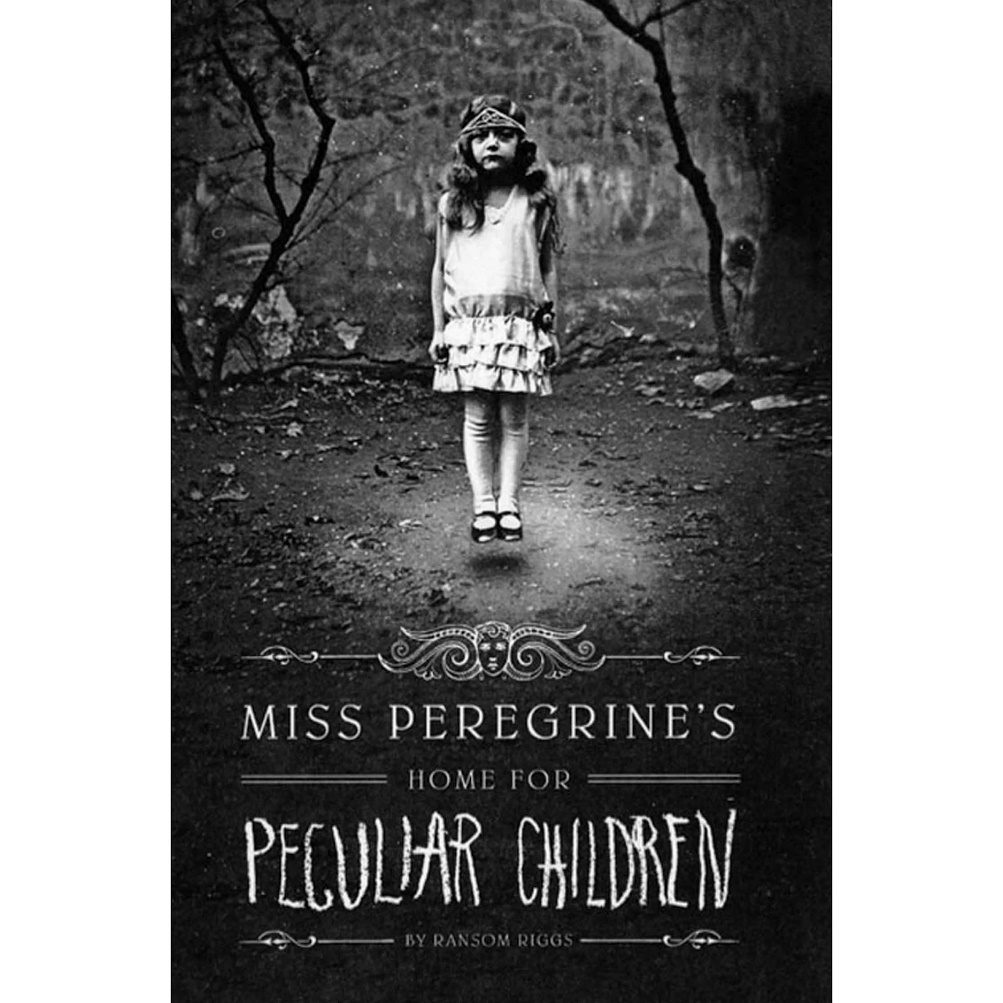 MISS PEREGRINE'S
HOME FOR
PECULIAR CHILDREN
BY RANSOM RIGGS